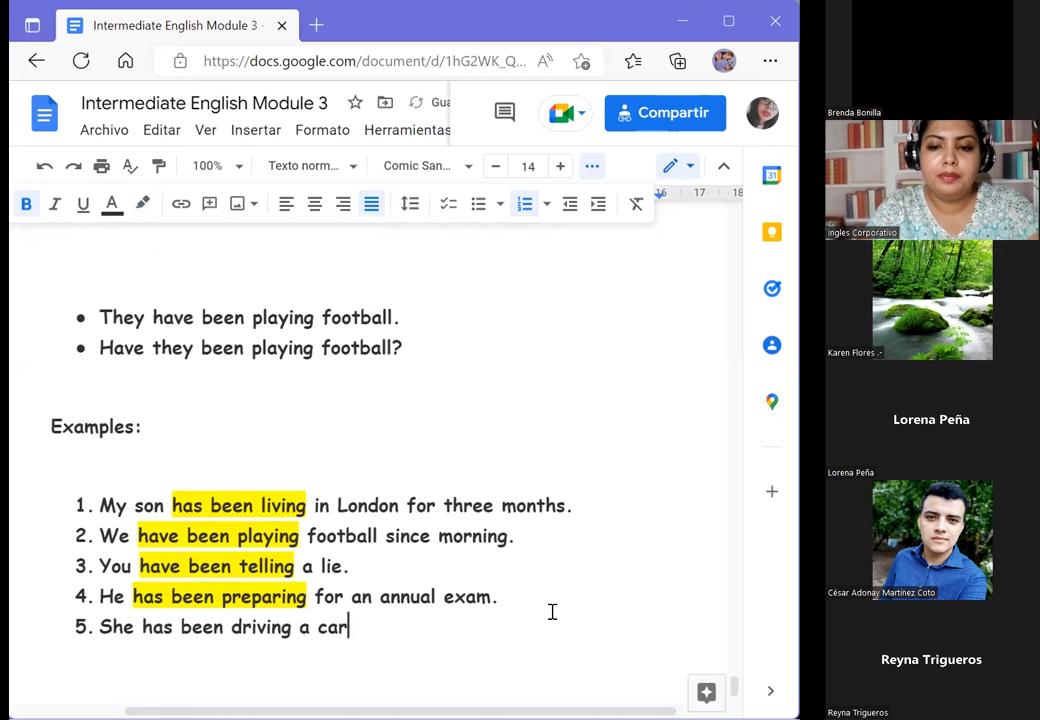 Intermediate English Module 3 -
https://docs.google.com/document/d/1hG2WK_Q...
Intermediate English Module 3
Gua
Compartir
Archivo Editar Ver Insertar Formato Herramientas
100% Texto norm... Comic San... 14
16 17 18
They have been playing football.
Have they been playing football?
Examples:
1. My son has been living in London for three months.
2. We have been playing football since morning.
3. You have been telling a lie.
4. He has been preparing for an annual exam.
5. She has been driving a car
31
Brenda Bonilla
Ingles Corporativo
Karen Flores .-
Lorena Peña
Lorena Peña
César Adonay Martínez Coto
Reyna Trigueros
Reyna Trigueros